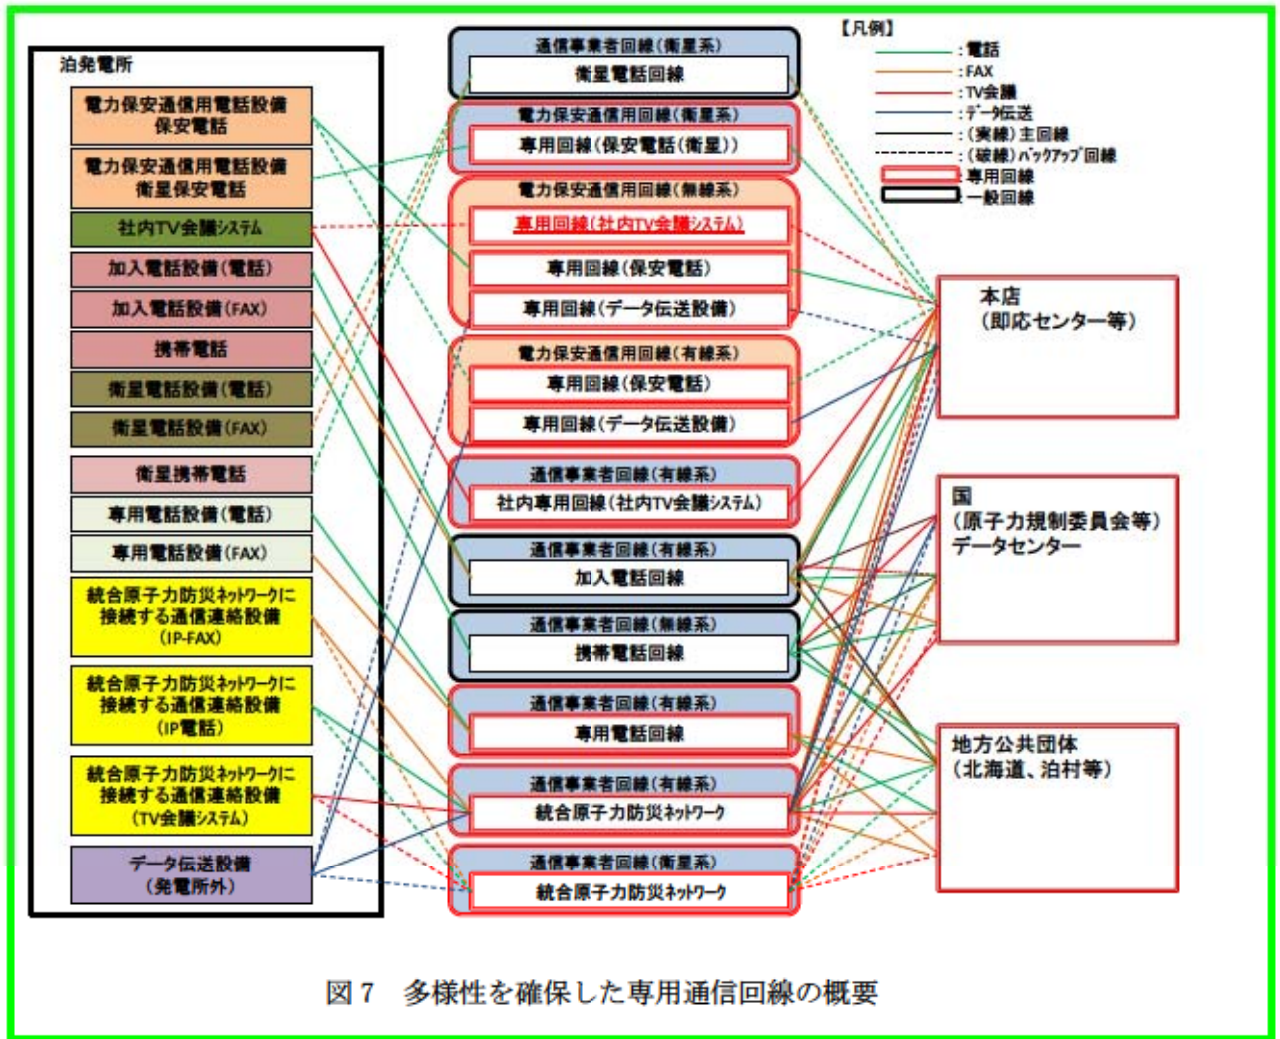 泊発電所
電力保安通信用電話設備
保安電話
電力保安通信用電話設備
衛星保安電話
社内TV会議システム
加入電話設備(電話)
加入電話設備(FAX)
携帯電話
衛星電話設備(電話)
衛星電話設備(FAX)
衛星携帯電話
専用電話設備(電話)
専用電話設備(FAX)
統合原子力防災ネットワークに
接続する通信連絡設備
(IP-FAX)
統合原子力防災ネットワークに
接続する通信連絡設備
(IP電話)
統合原子力防災ネットワークに
接続する通信連絡設備
(TV会議システム)
データ伝送設備
(発電所外)
通信事業者回線(衛星系)
衛星電話回線
電力保安通信用回線(衛星系)
専用回線(保安電話(衛星))
電力保安通信用回線(無線系)
専用回線(社内TV会議システム)
専用回線(保安電話)
専用回線(データ伝送設備)
電力保安通信用回線(有線系)
専用回線(保安電話)
専用回線(データ伝送設備)
通信事業者回線(有線系)
社内専用回線(社内TV会議システム)
通信事業者回線(有線系)
加入電話回線
通信事業者回線(無線系)
携帯電話回線
通信事業者回線(有線系)
専用電話回線
通信事業者回線(有線系)
統合原子力防災ネットワーク
通信事業者回線(衛星系)
統合原子力防災ネットワーク
【凡例】
:電話
:FAX
:TV会議
:データ伝送
:(実線)主回線
:(破線)バックアップ回線
:専用回線
:一般回線
本店
(即応センター等)
国
(原子力規制委員会等)
データセンター
地方公共団体
(北海道、泊村等)
図7 多様性を確保した専用通信回線の概要